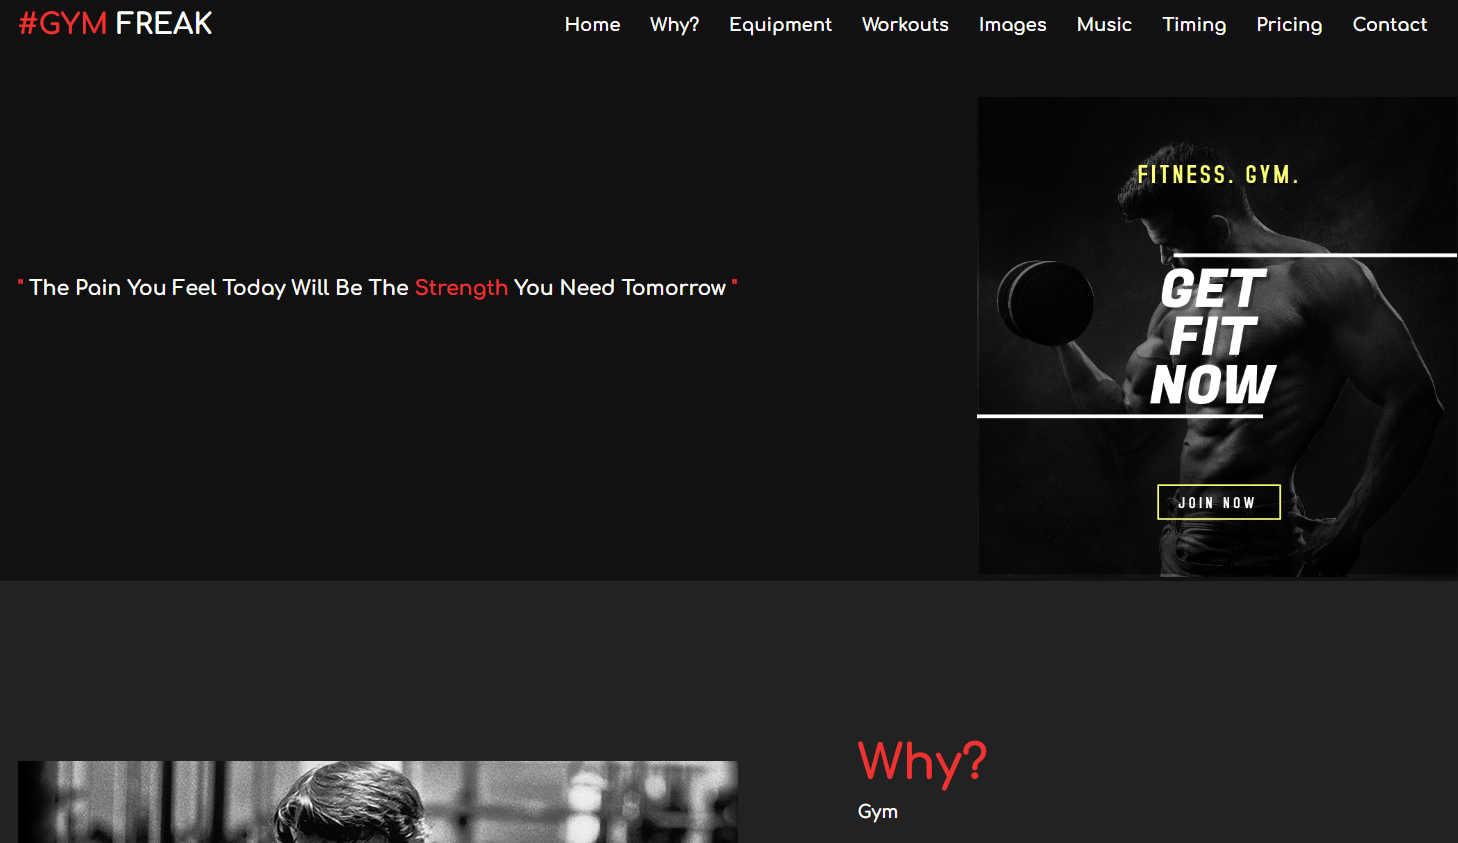 #GYM FREAK
Home Why? Equipment Workouts Images Music Timing Pricing Contact
FITNESS. GYM.
" The Pain You Feel Today Will Be The Strength You Need Tomorrow "
GET
FIT
NOW
JOIN NOW
Why?
Gym